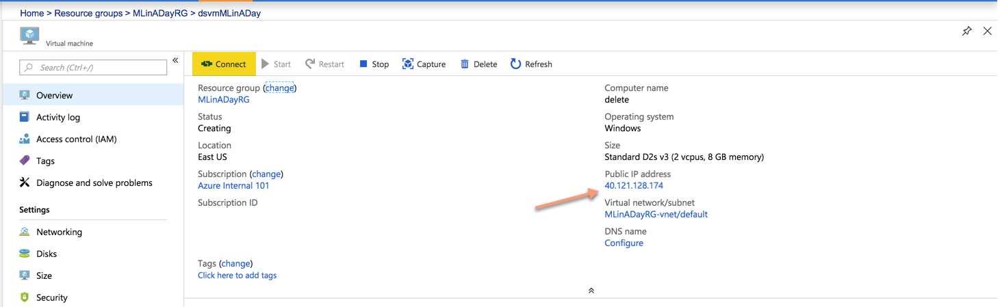 Home > Resource groups > MLinADayRG > dsvmMLinADay
Virtual machine
Search (Ctrl+/)
«
Overview
Activity log
Access control (IAM)
Tags
Diagnose and solve problems
Settings
Networking
Disks
Size
Security
Connect Start Restart Stop Capture Delete Refresh
Resource group (change)
MLinADayRG
Status
Creating
Location
East US
Subscription (change)
Azure Internal 101
Subscription ID
Tags (change)
Click here to add tags
Computer name
delete
Operating system
Windows
Size
Standard D2s v3 (2 vcpus, 8 GB memory)
Public IP address
40.121.128.174
Virtual network/subnet
MLinADayRG-vnet/default
DNS name
Configure